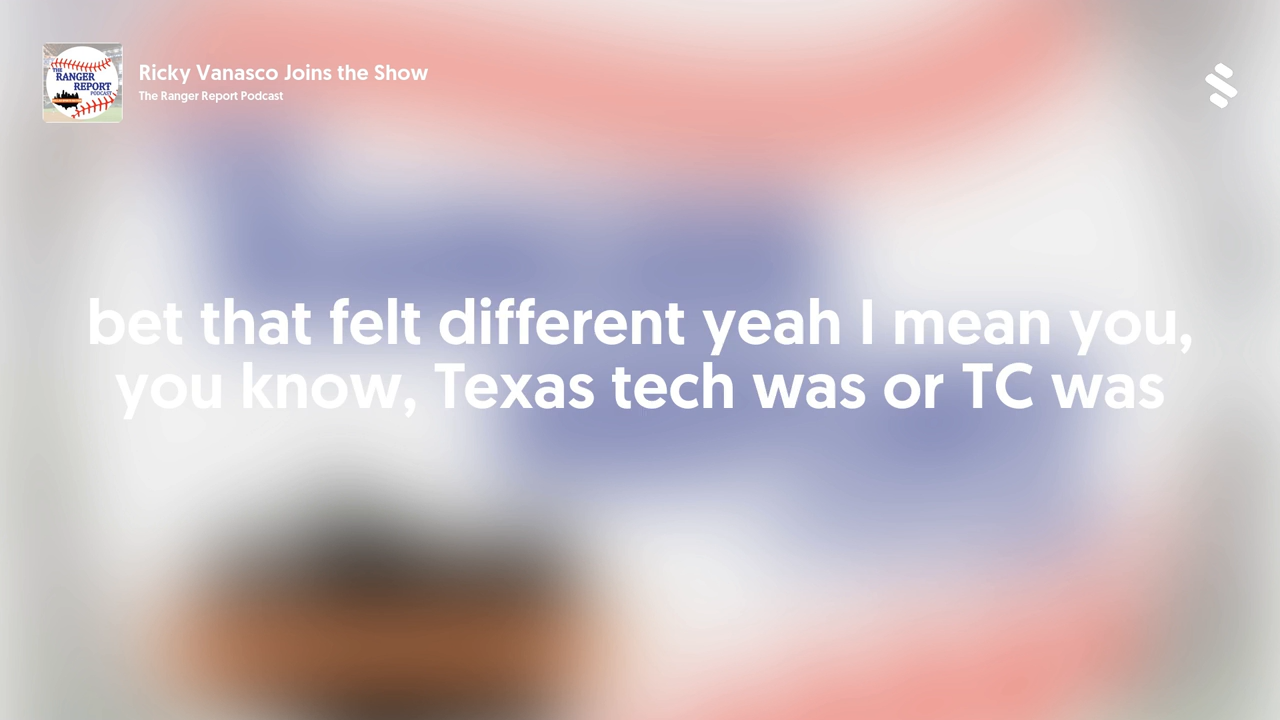 Ricky Vanasco Joins the Show
The Ranger Report Podcast
THE
RANGER
REPORT
PODCAST
bet that felt different yeah I mean you,
you know, Texas tech was or TC was